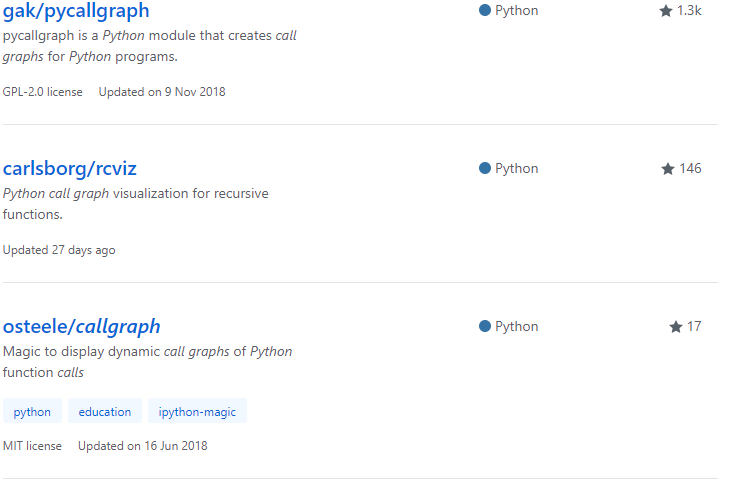 gak/pycallgraph Python 1.3k
pycallgraph is a Python module that creates call
graphs for Python programs.
GPL-2.0 license Updated on 9 Nov 2018
carlsborg/rcviz Python 146
Python call graph visualization for recursive
functions.
Updated 27 days ago
osteele/callgraph Python 17
Magic to display dynamic call graphs of Python
function calls
python education ipython-magic
MIT license Updated on 16 Jun 2018